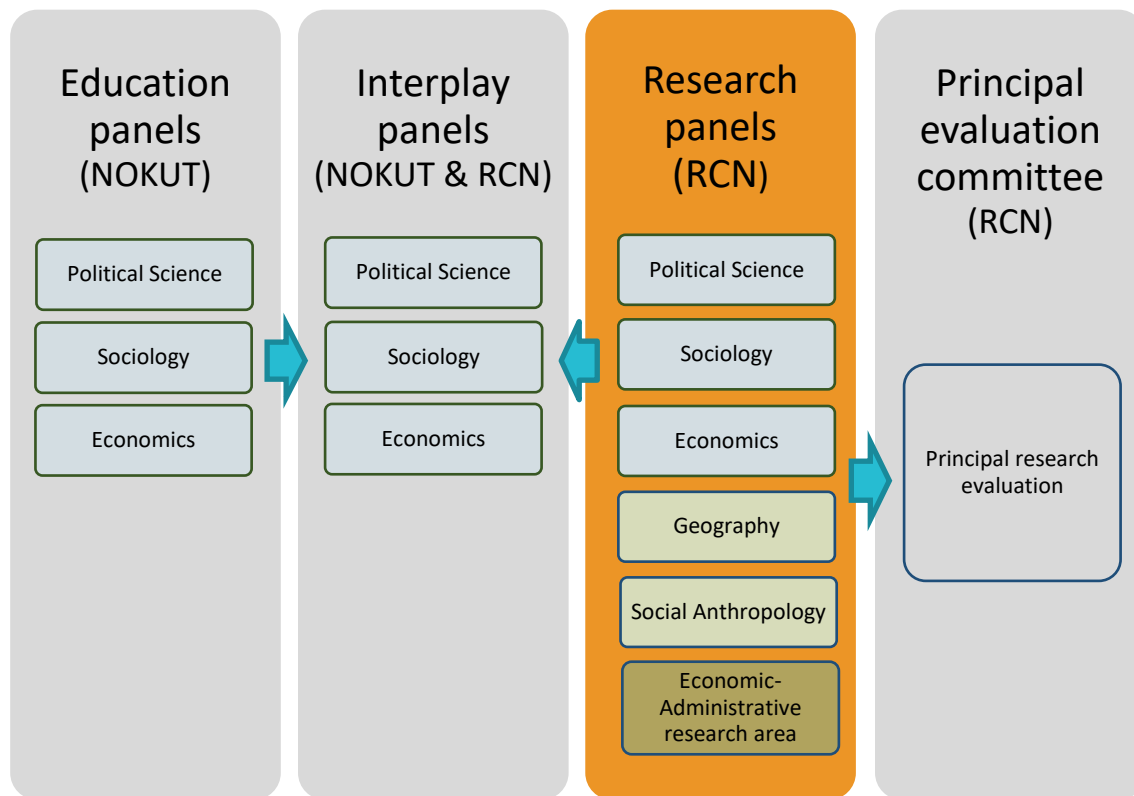 Education
panels
(NOKUT)
Political Science
Sociology
Economics
Interplay
panels
(NOKUT & RCN)
Political Science
Sociology
Economics
Research
panels
(RCN)
Political Science
Sociology
Economics
Geography
Social Anthropology
Economic-
Administrative
research area
Principal
evaluation
committee
(RCN)
Principal research
evaluation